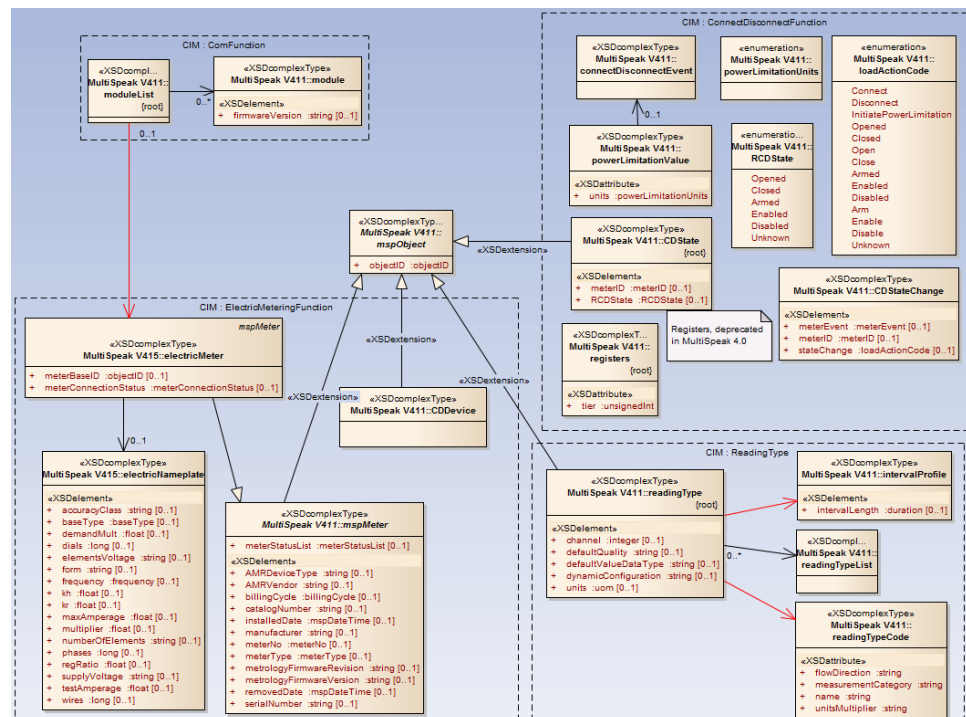 CIM : ComFunction
«XSDcompl...
MultiSpeak V411::
moduleList
{root}
0..*
«XSDcomplexType»
MultiSpeak V411::module
«XSDelement»
+ firmwareVersion :string [0..1]
0..1
CIM : ConnectDisconnectFunction
«XSDcomplexType»
MultiSpeak V411::
connectDisconnectEvent
0..1
«enumeration»
MultiSpeak V411::
powerLimitationUnits
«enumeration»
MultiSpeak V411::
loadActionCode
Connect
Disconnect
InitiatePowerLimitation
Opened
Closed
Open
Close
Armed
Enabled
Disabled
Arm
Enable
Disable
Unknown
«XSDcomplexType»
MultiSpeak V411::
powerLimitationValue
«XSDattribute»
+ units :powerLimitationUnits
«enumeratio...
MultiSpeak V411::
RCDState
Opened
Closed
Armed
Enabled
Disabled
Unknown
«XSDcomplexTyp...
MultiSpeak V411::
mspObject
+ objectID :objectID
«XSDextension»
«XSDcomplexType»
MultiSpeak V411::CDState
{root}
«XSDelement»
+ meterID :meterID [0..1]
+ RCDState :RCDState [0..1]
«XSDcomplexType»
MultiSpeak V411::CDStateChange
«XSDelement»
+ meterEvent :meterEvent [0..1]
+ meterID :meterID [0..1]
+ stateChange :loadActionCode [0..1]
Registers, deprecated
in MultiSpeak 4.0
«XSDcomplexT...
MultiSpeak V411::
registers
{root}
«XSDattribute»
+ tier :unsignedInt
CIM : ElectricMeteringFunction
mspMeter
«XSDcomplexType»
MultiSpeak V415::electricMeter
+ meterBaseID :objectID [0..1]
+ meterConnectionStatus :meterConnectionStatus [0..1]
«XSDextension»
«XSDextension»
«XSDextension»
«XSDcomplexType»
MultiSpeak V411::CDDevice
0..1
«XSDcomplexType»
MultiSpeak V415::electricNameplate
«XSDelement»
+ accuracyClass :string [0..1]
+ baseType :baseType [0..1]
+ demandMult :float [0..1]
+ dials :long [0..1]
+ elementsVoltage :string [0..1]
+ form :string [0..1]
+ frequency :frequency [0..1]
+ kh :float [0..1]
+ kr :float [0..1]
+ maxAmperage :float [0..1]
+ multiplier :float [0..1]
+ numberOfElements :string [0..1]
+ phases :long [0..1]
+ regRatio :float [0..1]
+ supplyVoltage :string [0..1]
+ testAmperage :float [0..1]
+ wires :long [0..1]
«XSDcomplexType»
MultiSpeak V411::mspMeter
+ meterStatusList :meterStatusList [0..1]
«XSDelement»
+ AMRDeviceType :string [0..1]
+ AMRVendor :string [0..1]
+ billingCycle :billingCycle [0..1]
+ catalogNumber :string [0..1]
+ installedDate :mspDateTime [0..1]
+ manufacturer :string [0..1]
+ meterNo :meterNo [0..1]
+ meterType :meterType [0..1]
+ metrologyFirmwareRevision :string [0..1]
+ metrologyFirmwareVersion :string [0..1]
+ removedDate :mspDateTime [0..1]
+ serialNumber :string [0..1]
CIM : ReadingType
«XSDcomplexType»
MultiSpeak V411::readingType
{root}
«XSDelement»
+ channel :integer [0..1]
+ defaultQuality :string [0..1]
+ defaultValueDataType :string [0..1]
+ dynamicConfiguration :string [0..1]
+ units :uom [0..1]
0..*
«XSDcomplexType»
MultiSpeak V411::intervalProfile
«XSDelement»
+ intervalLength :duration [0..1]
«XSDcompl...
MultiSpeak V411::
readingTypeList
«XSDcomplexType»
MultiSpeak V411::
readingTypeCode
«XSDattribute»
+ flowDirection :string
+ measurementCategory :string
+ name :string
+ unitsMultiplier :string